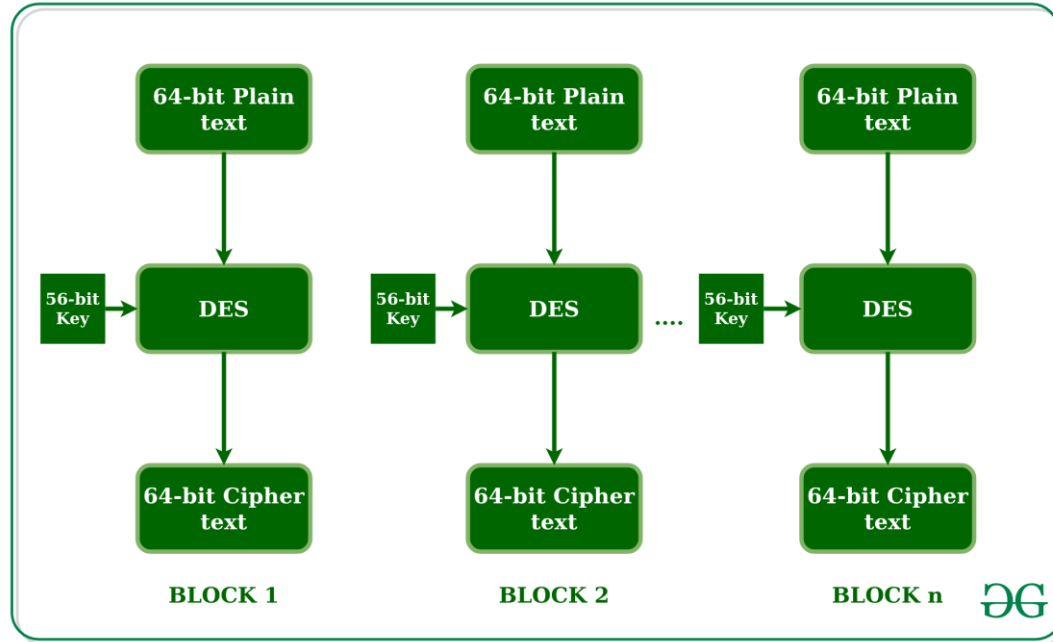 64-bit Plain
text
64-bit Plain
text
64-bit Plain
text
56-bit
Key
DES
56-bit
Key
DES
....
56-bit
Key
DES
64-bit Cipher
text
64-bit Cipher
text
64-bit Cipher
text
BLOCK 1
BLOCK 2
BLOCK n